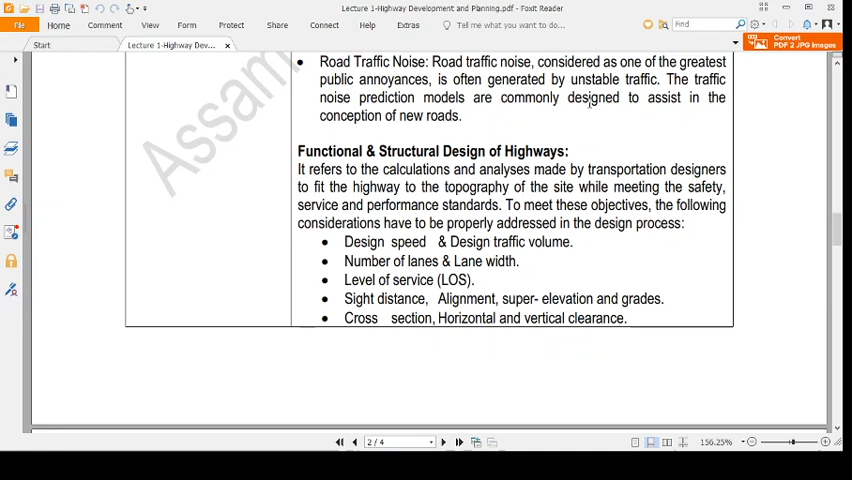 Lecture 1-Highway Development and Planning.pdf - Foxit Reader
File Home Comment View Form Protect Share Connect Help Extras Tell me what you want to do... Find
Start Lecture 1-Highway Dev... Convert
PDF 2 JPG Images
• Road Traffic Noise: Road traffic noise, considered as one of the greatest
public annoyances, is often generated by unstable traffic. The traffic
noise prediction models are commonly designed to assist in the
conception of new roads.
Assam
Functional & Structural Design of Highways:
It refers to the calculations and analyses made by transportation designers
to fit the highway to the topography of the site while meeting the safety,
service and performance standards. To meet these objectives, the following
considerations have to be properly addressed in the design process:
• Design speed & Design traffic volume.
• Number of lanes & Lane width.
• Level of service (LOS).
• Sight distance, Alignment, super- elevation and grades.
• Cross section, Horizontal and vertical clearance.
2 / 4 156.25%